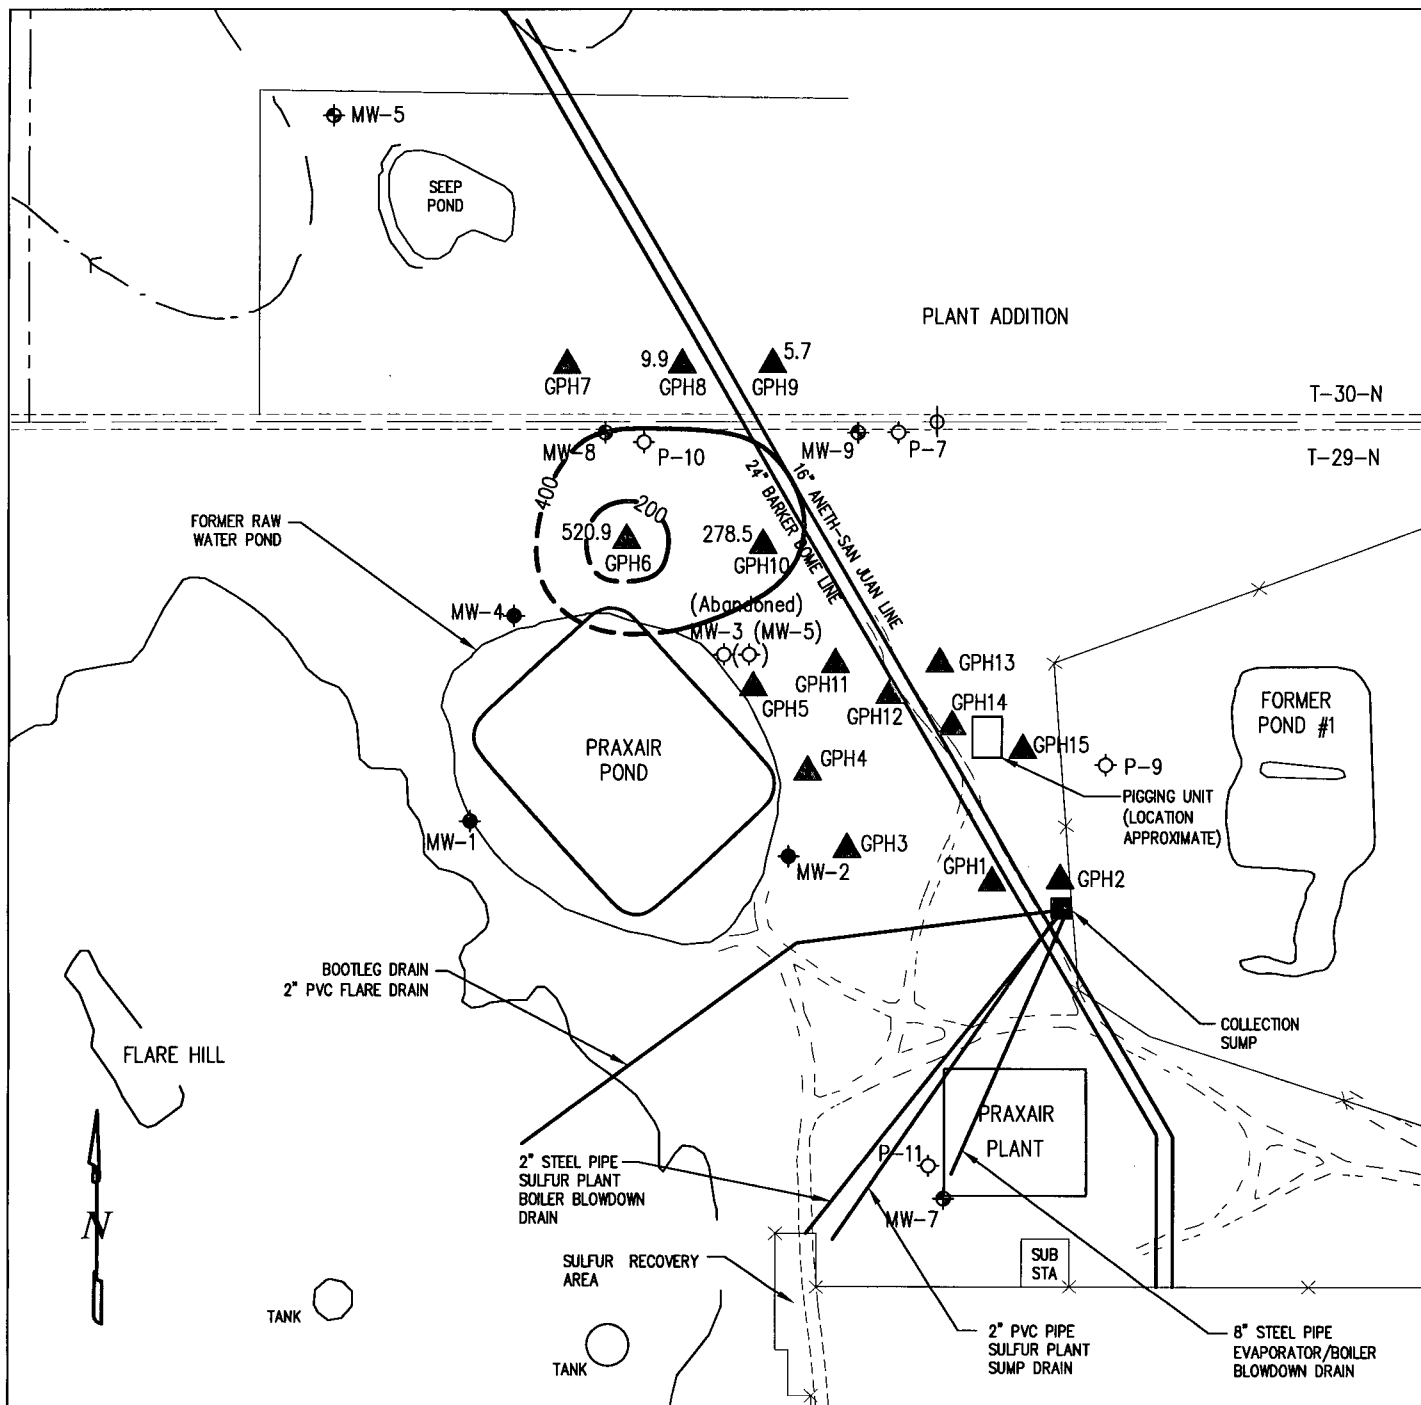 MW-5
SEEP
POND
PLANT ADDITION
5.7
9.9
GPH7
GPH8
GPH9
T-30-N
MW-8
P-10
MW-9
P-7
T-29-N
24" BARKER DOME LINE
16" ANETH-SAN JUAN LINE
400
200
FORMER RAW
WATER POND
520.9
GPH6
278.5
GPH10
(Abandoned)
MW-4
MW-3 (MW-5)
( )
GPH11
GPH13
GPH5
GPH12
GPH14
FORMER
POND #1
PRAXAIR
POND
GPH15
GPH4
P-9
PIGGING UNIT
(LOCATION
APPROXIMATE)
MW-1
GPH3
MW-2
GPH1
GPH2
BOOTLEG DRAIN
2" PVC FLARE DRAIN
COLLECTION
SUMP
FLARE HILL
PRAXAIR
PLANT
P-11
2" STEEL PIPE
SULFUR PLANT
BOILER BLOWDOWN
DRAIN
MW-7
N
SULFUR RECOVERY
AREA
SUB
STA
TANK
TANK
2" PVC PIPE
SULFUR PLANT
SUMP DRAIN
8" STEEL PIPE
EVAPORATOR/BOILER
BLOWDOWN DRAIN